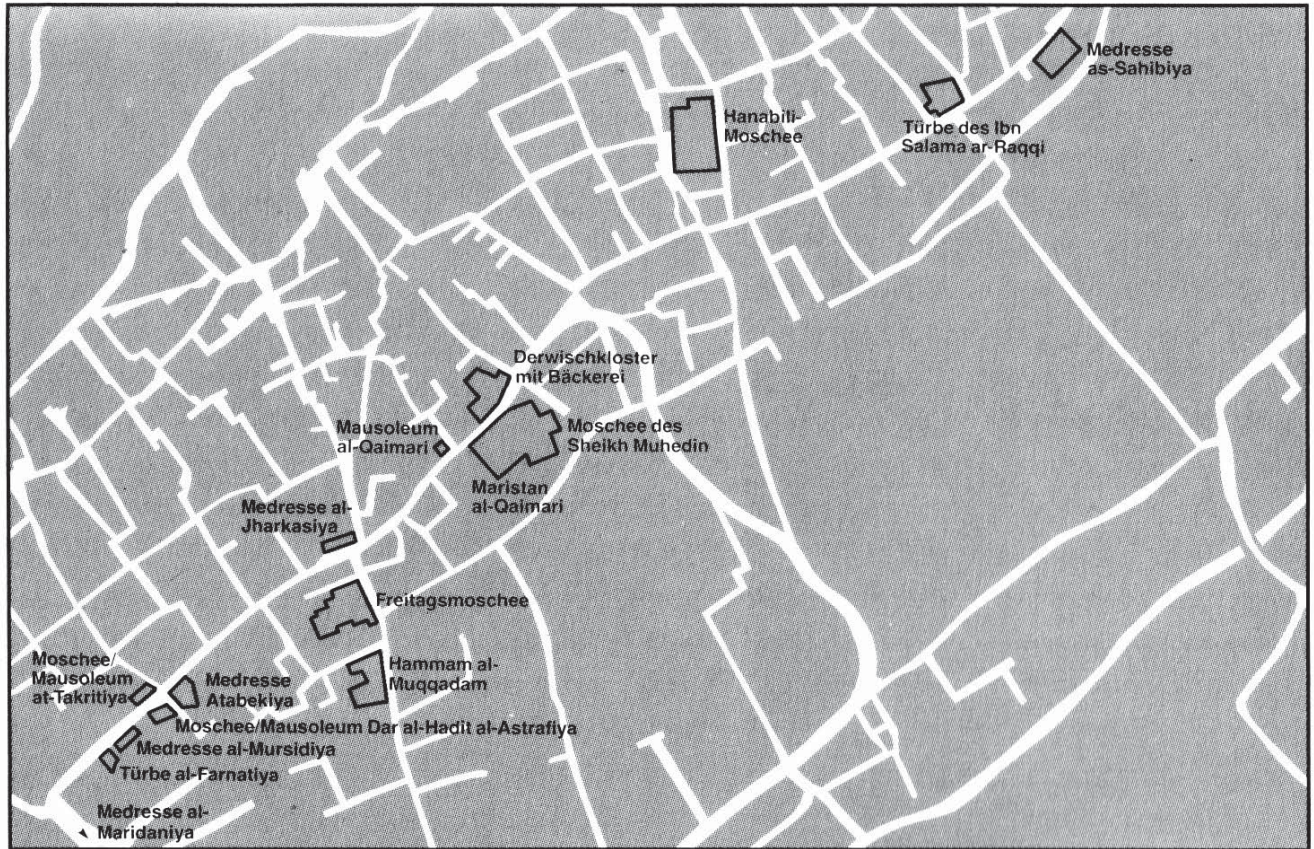 Medresse
as-Sahibiya
Hanabili-
Moschee
Türbe des Ibn
Salama ar-Raqqi
Derwischkloster
mit Bäckerei
Mausoleum
al-Qaimari
Moschee des
Sheikh Muhedin
Maristan
al-Qaimari
Medresse al-
Jharkasiya
Freitagsmoschee
Moschee/
Mausoleum
at-Takritiya
Medresse
Atabekiya
Hammam al-
Muqqadam
Moschee/Mausoleum Dar al-Hadit al-Astrafiya
Medresse al-Mursidiya
Türbe al-Farnatiya
Medresse al-
Maridaniya